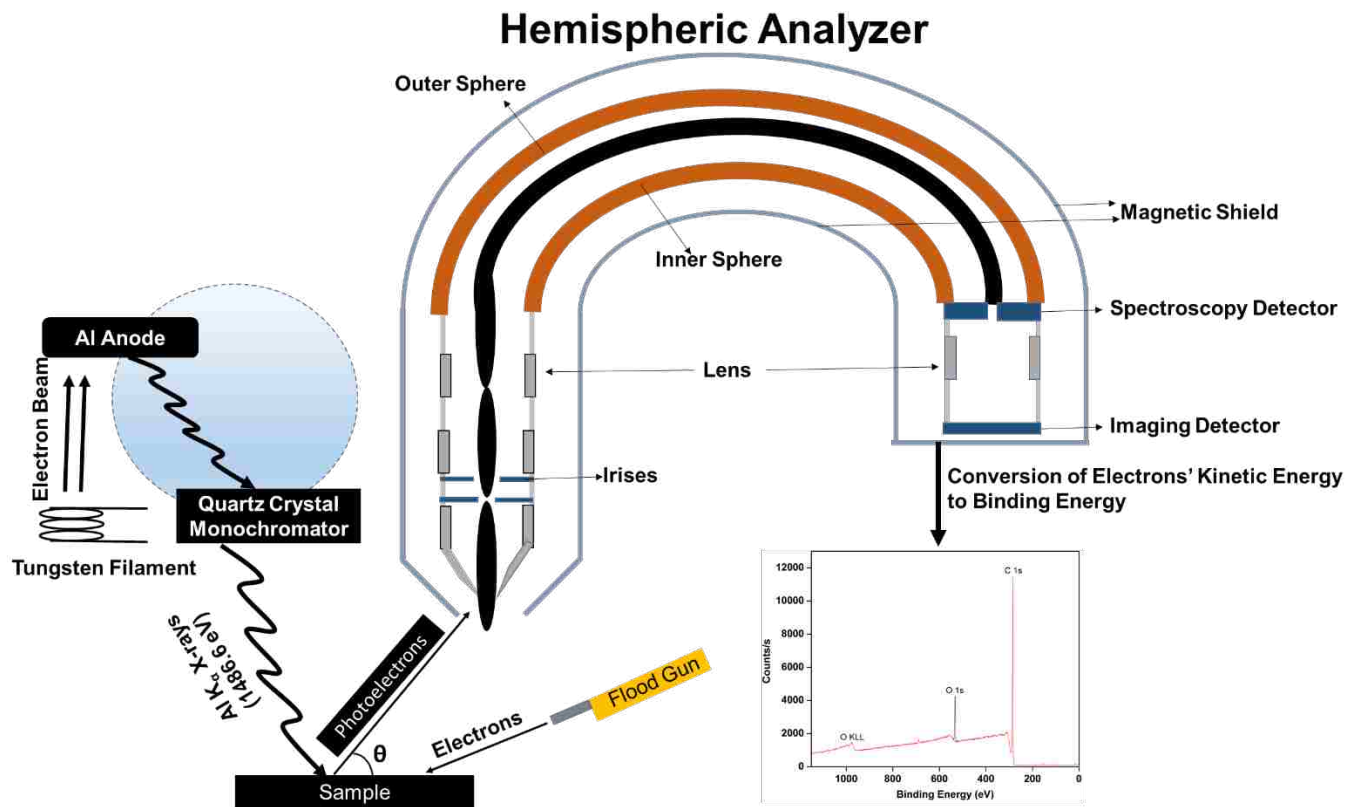 Hemispheric Analyzer
Outer Sphere
Magnetic Shield
Inner Sphere
Spectroscopy Detector
Al Anode
Lens
Electron Beam
Imaging Detector
Irises
Conversion of Electrons' Kinetic Energy
to Binding Energy
Quartz Crystal
Monochromator
Tungsten Filament
Al Kα X-rays
(1486.6 eV)
Photoelectrons
Flood Gun
Electrons
θ
Sample
12000
10000
8000
6000
4000
2000
0
Counts/s
C 1s
O 1s
O KLL
1000 800 600 400 200 0
Binding Energy (eV)